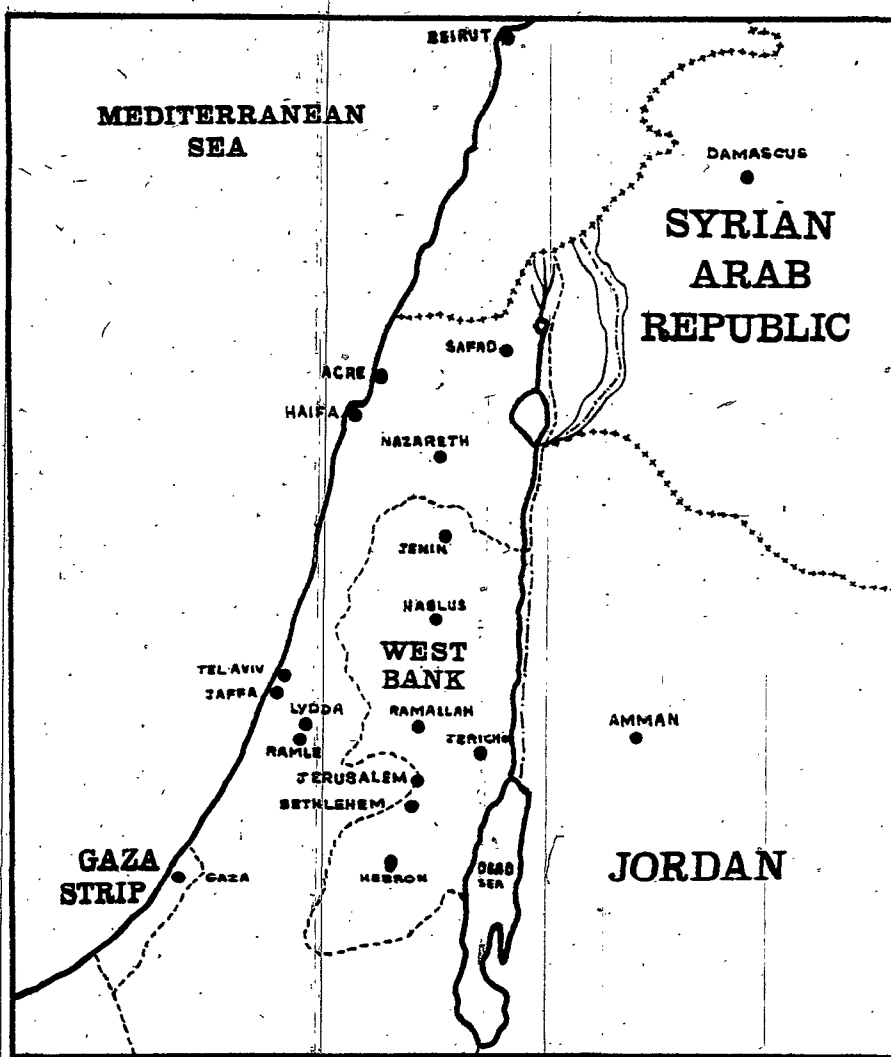 BEIRUT
MEDITERRANEAN
SEA
DAMASCUS
SYRIAN
ARAB
REPUBLIC
SAFAD
ACRE
HAIFA
NAZARETH
JENIN
NABLUS
WEST
BANK
TEL AVIV
JAFFA
LYDDA
RAMLE
RAMALLAH
JERICHO
AMMAN
JERUSALEM
BETHLEHEM
GAZA
STRIP
GAZA
HEBRON
DEAD
SEA
JORDAN